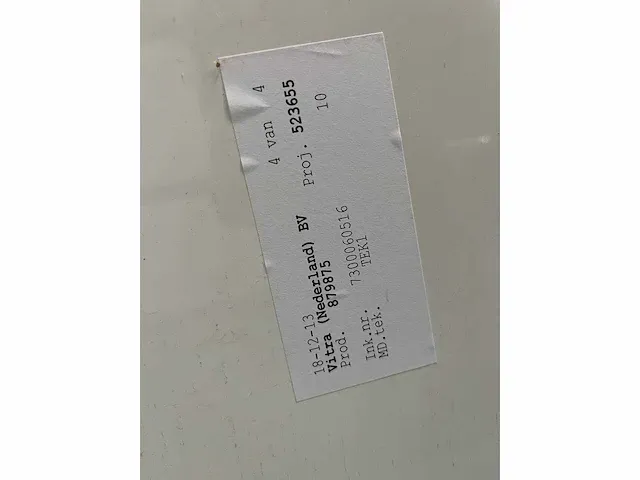 18-12-13 4 van 4
Vitra (Nederland) BV
Prod. 879875 Proj. 523655
10
Ink.nr. 7300060516
MD.tek. TEK1